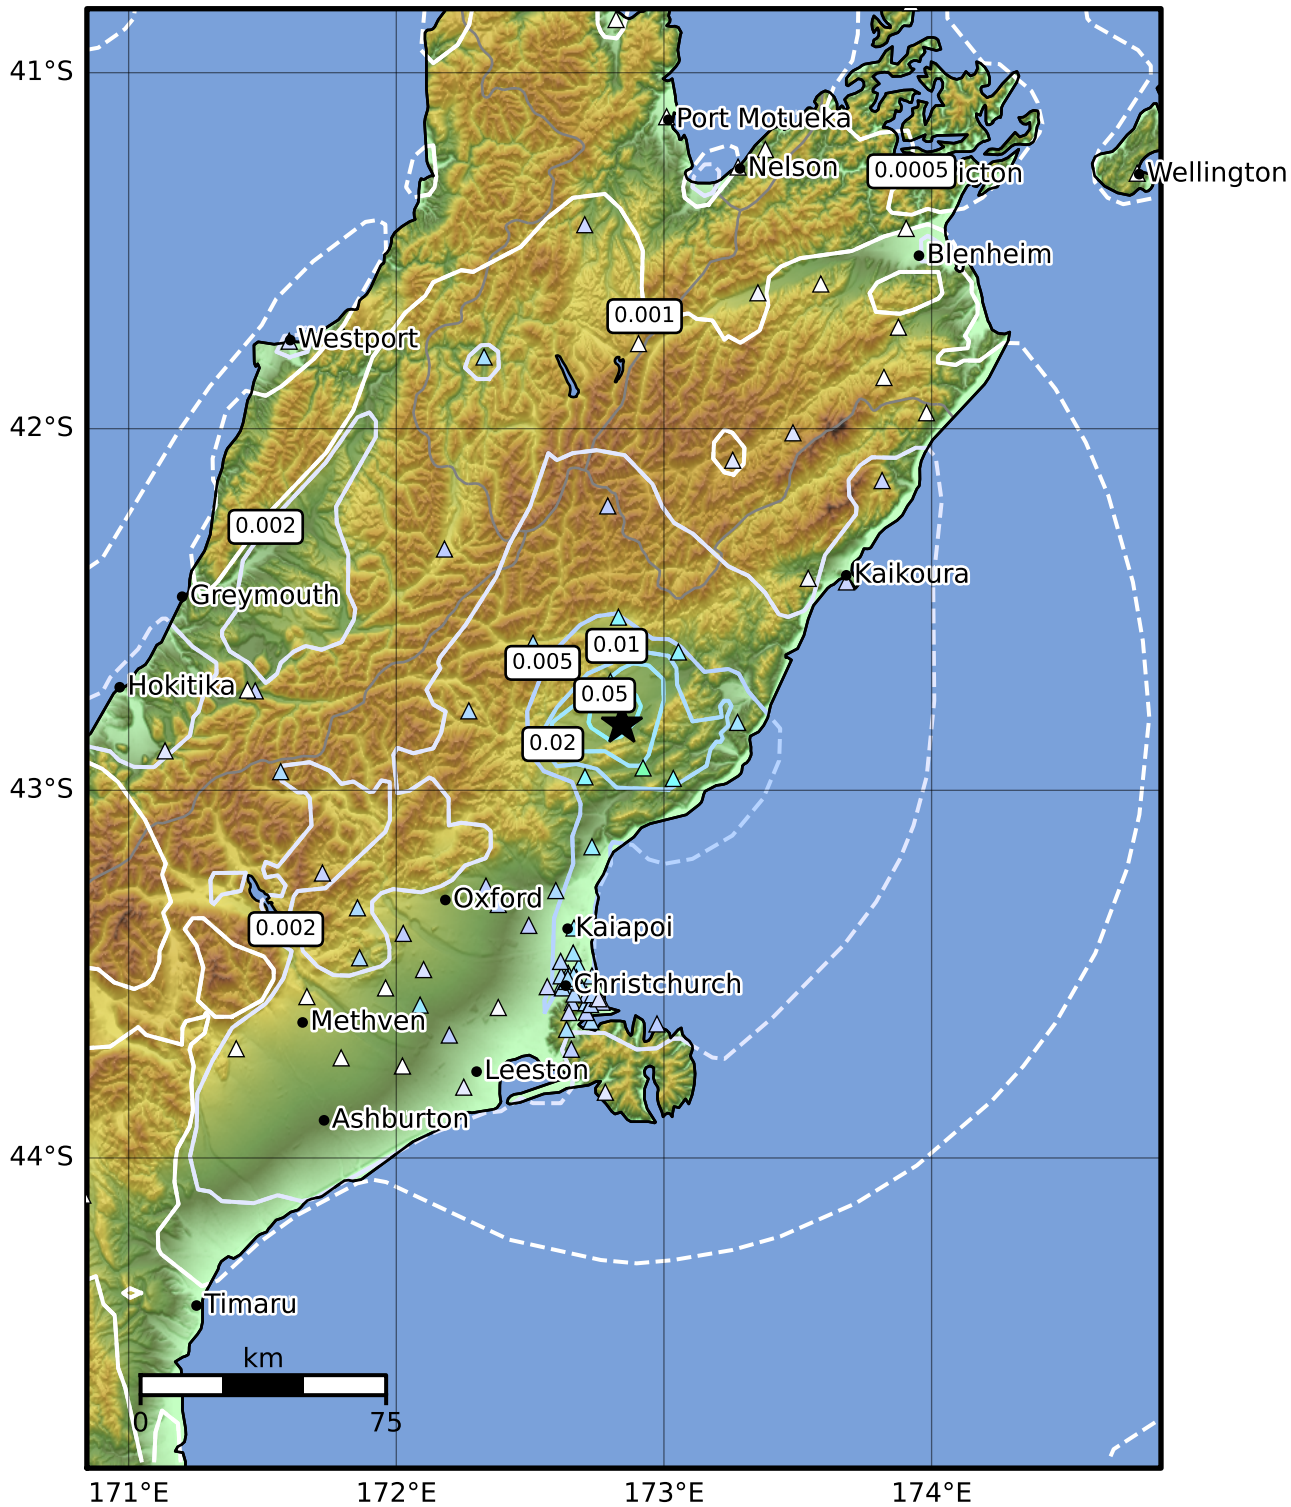 41°S
Port Motueka
Nelson
0.0005
icton
Wellington
Blenheim
0.001
Westport
42°S
0.002
Kaikoura
Greymouth
0.01
0.005
Hokitika
0.05
0.02
43°S
Oxford
0.002
Kaiapoi
Christchurch
Methven
Leeston
Ashburton
44°S
Timaru
km
0
75
171°E
172°E
173°E
174°E